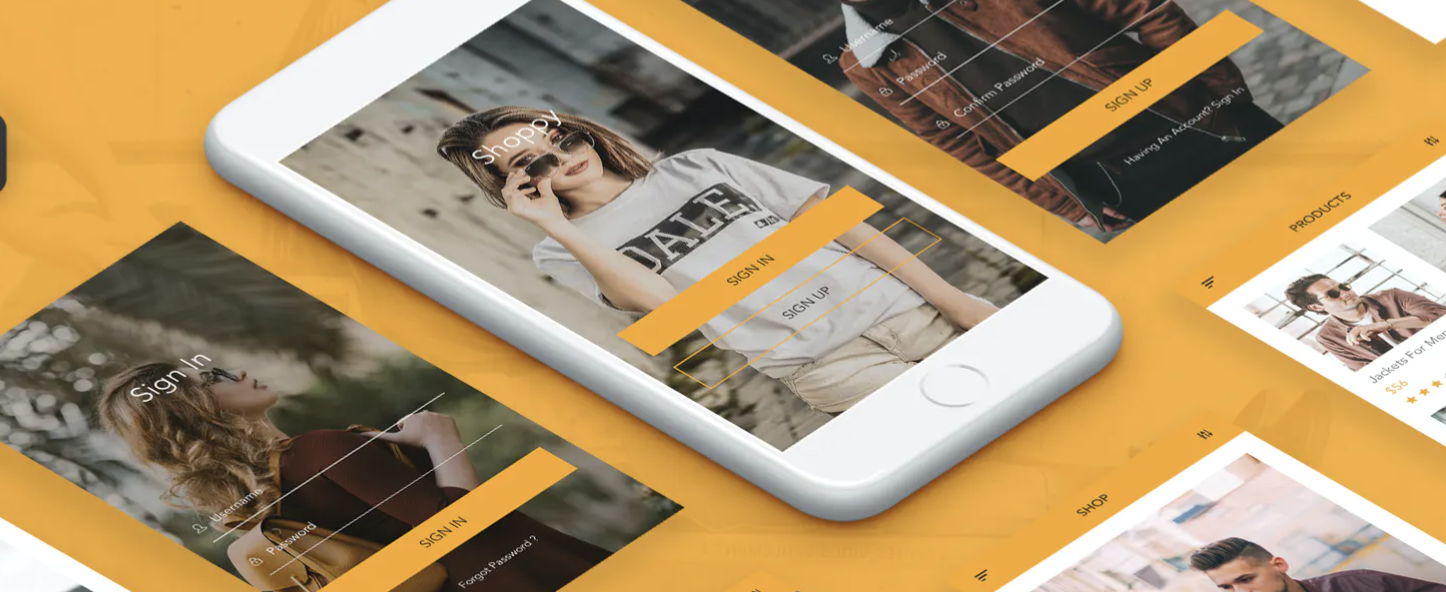 Shoppy
DALE.
SIGN IN
SIGN UP
Username
Password
Confirm Password
SIGN UP
Having An Account? Sign In
PRODUCTS
Jackets For Men
$56
Sign In
Username
Password
SIGN IN
Forgot Password ?
SHOP